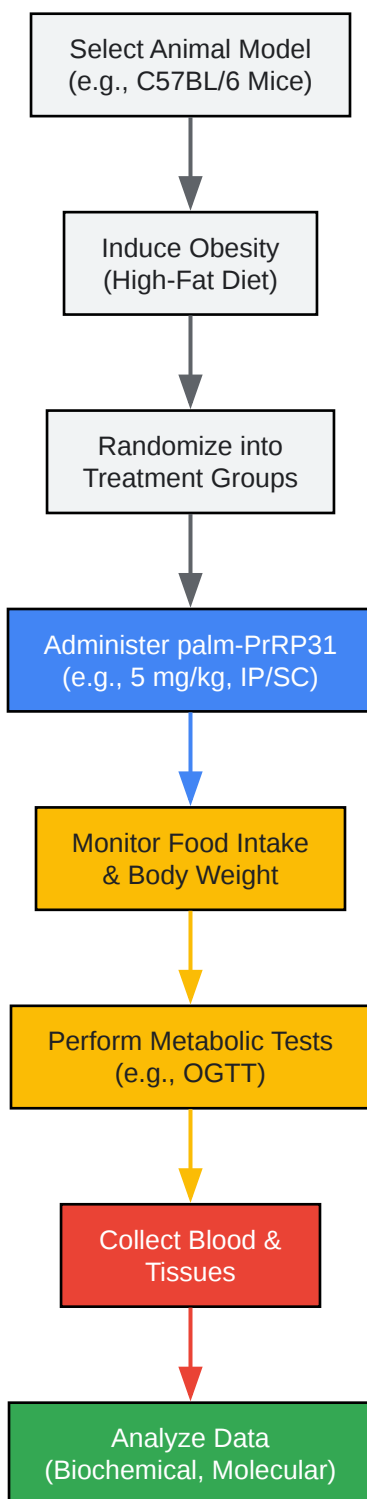 Select Animal Model
(e.g., C57BL/6 Mice)
Induce Obesity
(High-Fat Diet)
Randomize into
Treatment Groups
Administer palm-PrRP31
(e.g., 5 mg/kg, IP/SC)
Monitor Food Intake
& Body Weight
Perform Metabolic Tests
(e.g., OGTT)
Collect Blood &
Tissues
Analyze Data
(Biochemical, Molecular)